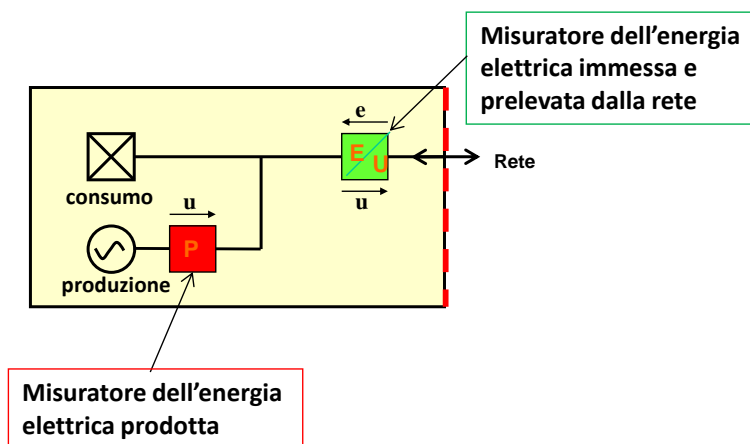 Misuratore dell'energia
elettrica immessa e
prelevata dalla rete
e
E
U
Rete
u
consumo
u
P
produzione
Misuratore dell'energia
elettrica prodotta